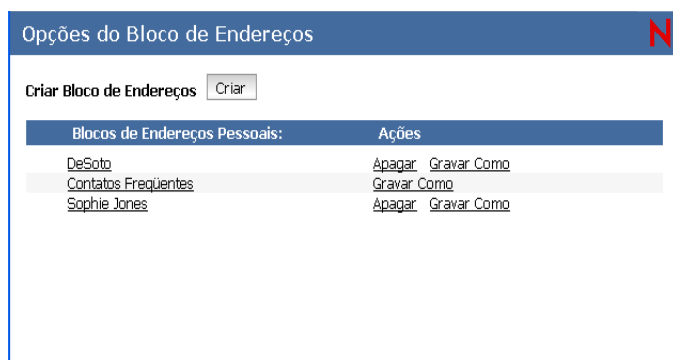 Opções do Bloco de Endereços N
Criar Bloco de Endereços Criar
Blocos de Endereços Pessoais: Ações
DeSoto Apagar Gravar Como
Contatos Freqüentes Gravar Como
Sophie Jones Apagar Gravar Como